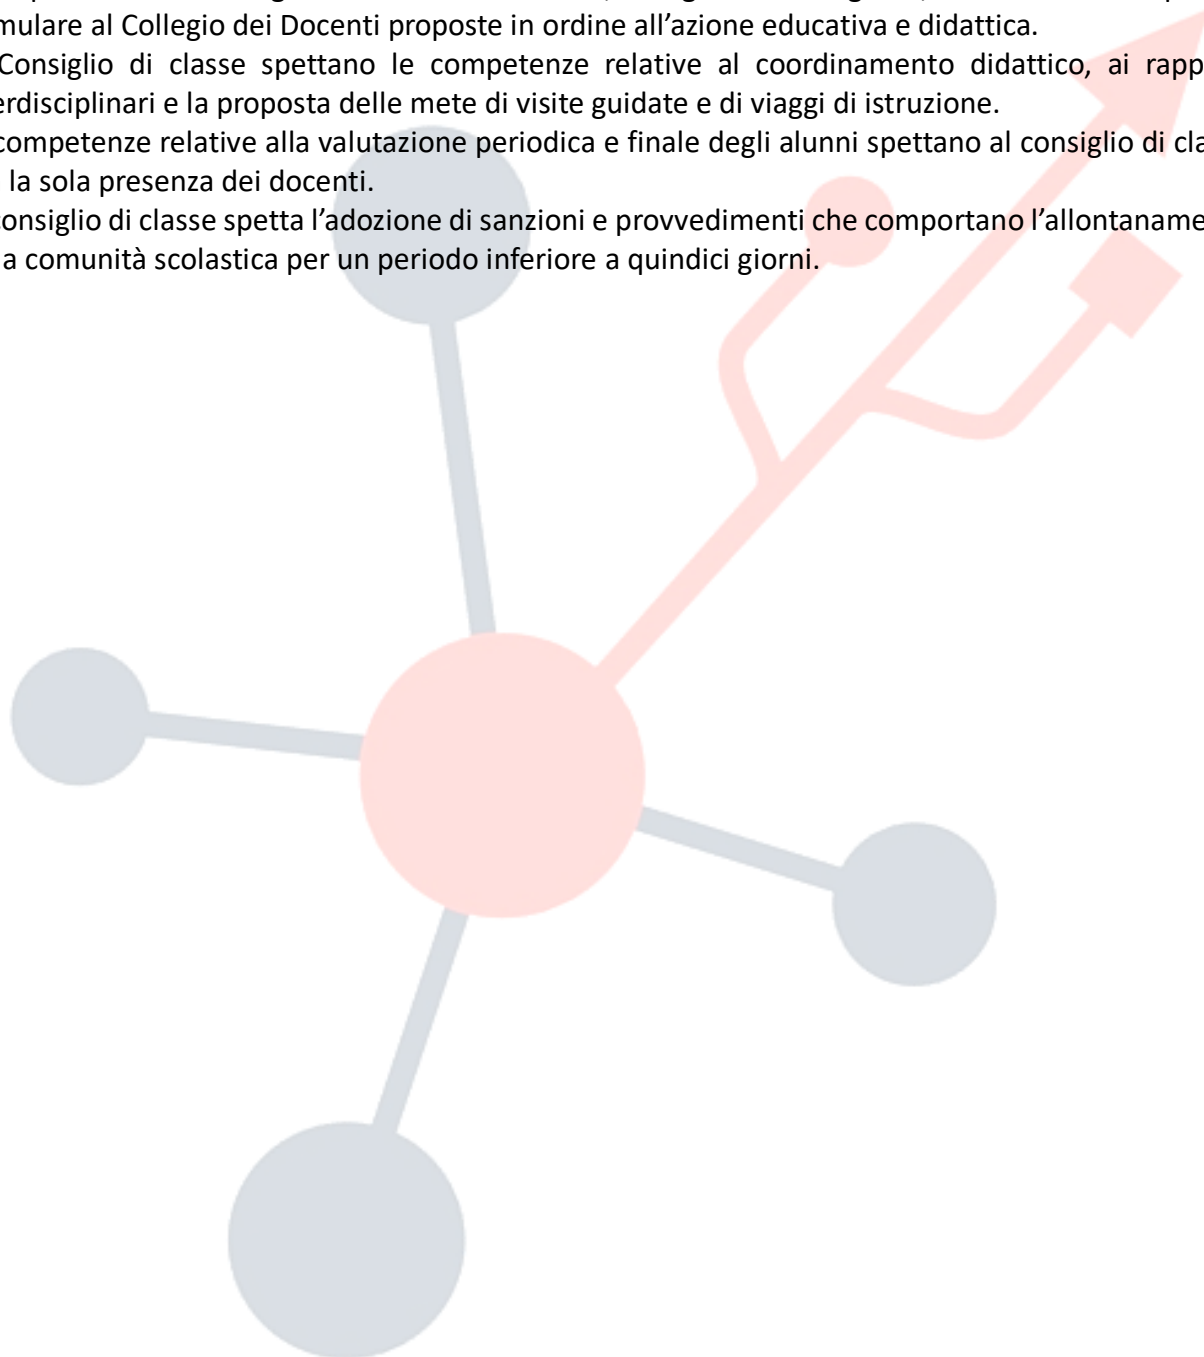 mulare al Collegio dei Docenti proposte in ordine all’azione educativa e didattica.
Consiglio di classe spettano le competenze relative al coordinamento didattico, ai rapp
erdisciplinari e la proposta delle mete di visite guidate e di viaggi di istruzione.
competenze relative alla valutazione periodica e finale degli alunni spettano al consiglio di cla
la sola presenza dei docenti.
onsiglio di classe spetta l’adozione di sanzioni e provvedimenti che comportano l’allontaname
a comunità scolastica per un periodo inferiore a quindici giorni.